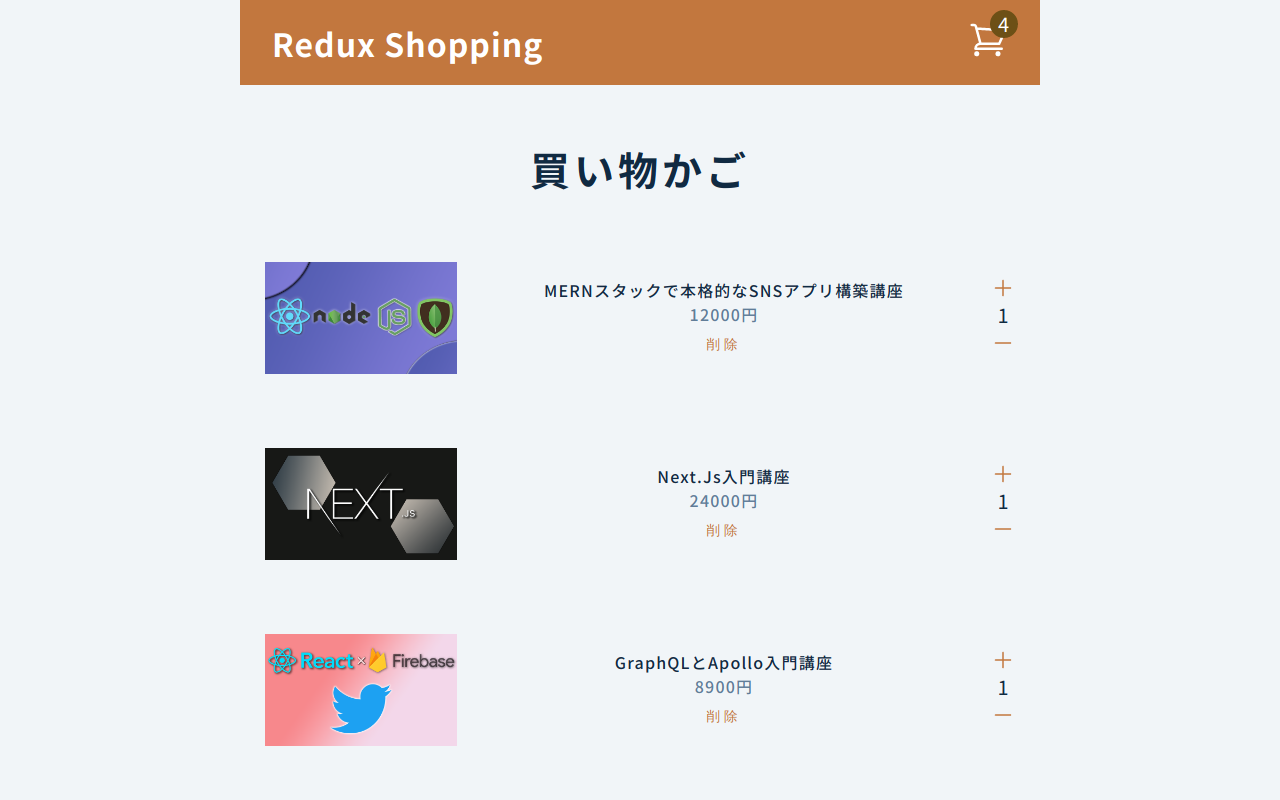 Redux Shopping
4
買い物かご
node JS
MERNスタックで本格的なSNSアプリ構築講座
12000円
削除
1
NEXT.JS
Next.Js入門講座
24000円
削除
1
React × Firebase
GraphQLとApollo入門講座
8900円
削除
1